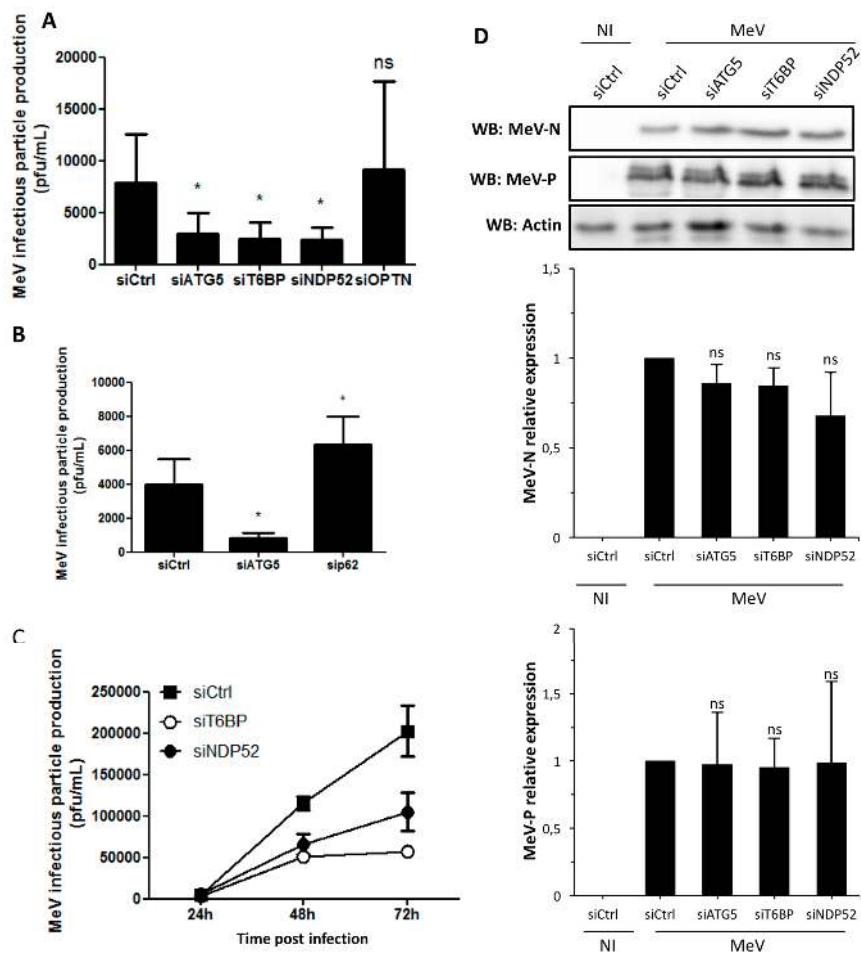 A
MeV infectious particle production
(pfu/mL)
20000
15000
10000
5000
0
*
*
*
ns
siCtrl siATG5 siT6BP siNDP52 siOPTN
B
MeV infectious particle production
(pfu/mL)
10000
8000
6000
4000
2000
0
*
*
siCtrl siATG5 sip62
C
MeV infectious particle production
(pfu/mL)
250000
200000
150000
100000
50000
0
siCtrl
siT6BP
siNDP52
24h 48h 72h
Time post infection
D
NI MeV
siCtrl siCtrl siATG5 siT6BP siNDP52
WB: MeV-N
WB: MeV-P
WB: Actin
MeV-N relative expression
1,5
1
0,5
0
ns ns ns
siCtrl siCtrl siATG5 siT6BP siNDP52
NI MeV
MeV-P relative expression
2
1,5
1
0,5
0
ns ns ns
siCtrl siCtrl siATG5 siT6BP siNDP52
NI MeV